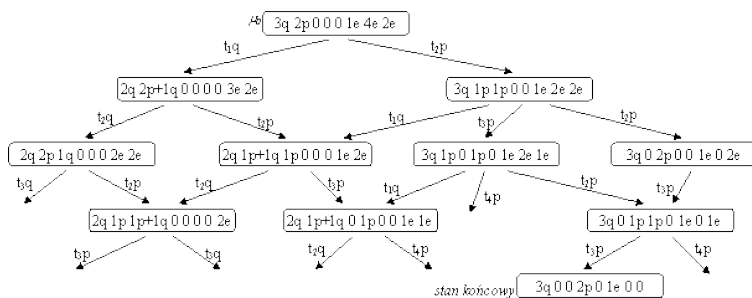 μ₀ 3q 2p 0 0 0 1e 4e 2e
t₁q t₂p
2q 2p+1q 0 0 0 0 3e 2e 3q 1p 1p 0 0 1e 2e 2e
t₂q t₂p t₁q t₃p t₂p
2q 2p 1q 0 0 0 2e 2e 2q 1p+1q 1p 0 0 0 1e 2e 3q 1p 0 1p 0 1e 2e 1e 3q 0 2p 0 0 1e 0 2e
t₃q t₂p t₂q t₃p t₁q t₄p t₂p t₃p
2q 1p 1p+1q 0 0 0 0 2e 2q 1p+1q 0 1p 0 0 1e 1e 3q 0 1p 1p 0 1e 0 1e
t₃p t₃q t₂q t₄p t₃p t₄p
stan końcowy 3q 0 0 2p 0 1e 0 0